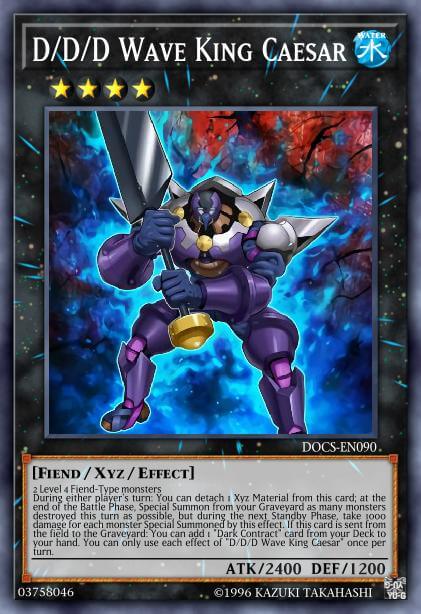 D/D/D Wave King Caesar
WATER
水
DOCS-EN090
[Fiend / Xyz / Effect]
2 Level 4 Fiend-Type monsters
During either player's turn: You can detach 1 Xyz Material from this card; at the
end of the Battle Phase, Special Summon from your Graveyard as many monsters
destroyed this turn as possible, but during the next Standby Phase, take 1000
damage for each monster Special Summoned by this effect. If this card is sent from
the field to the Graveyard: You can add 1 "Dark Contract" card from your Deck to
your hand. You can only use each effect of "D/D/D Wave King Caesar" once per
turn.
ATK/2400 DEF/1200
03758046
©1996 KAZUKI TAKAHASHI